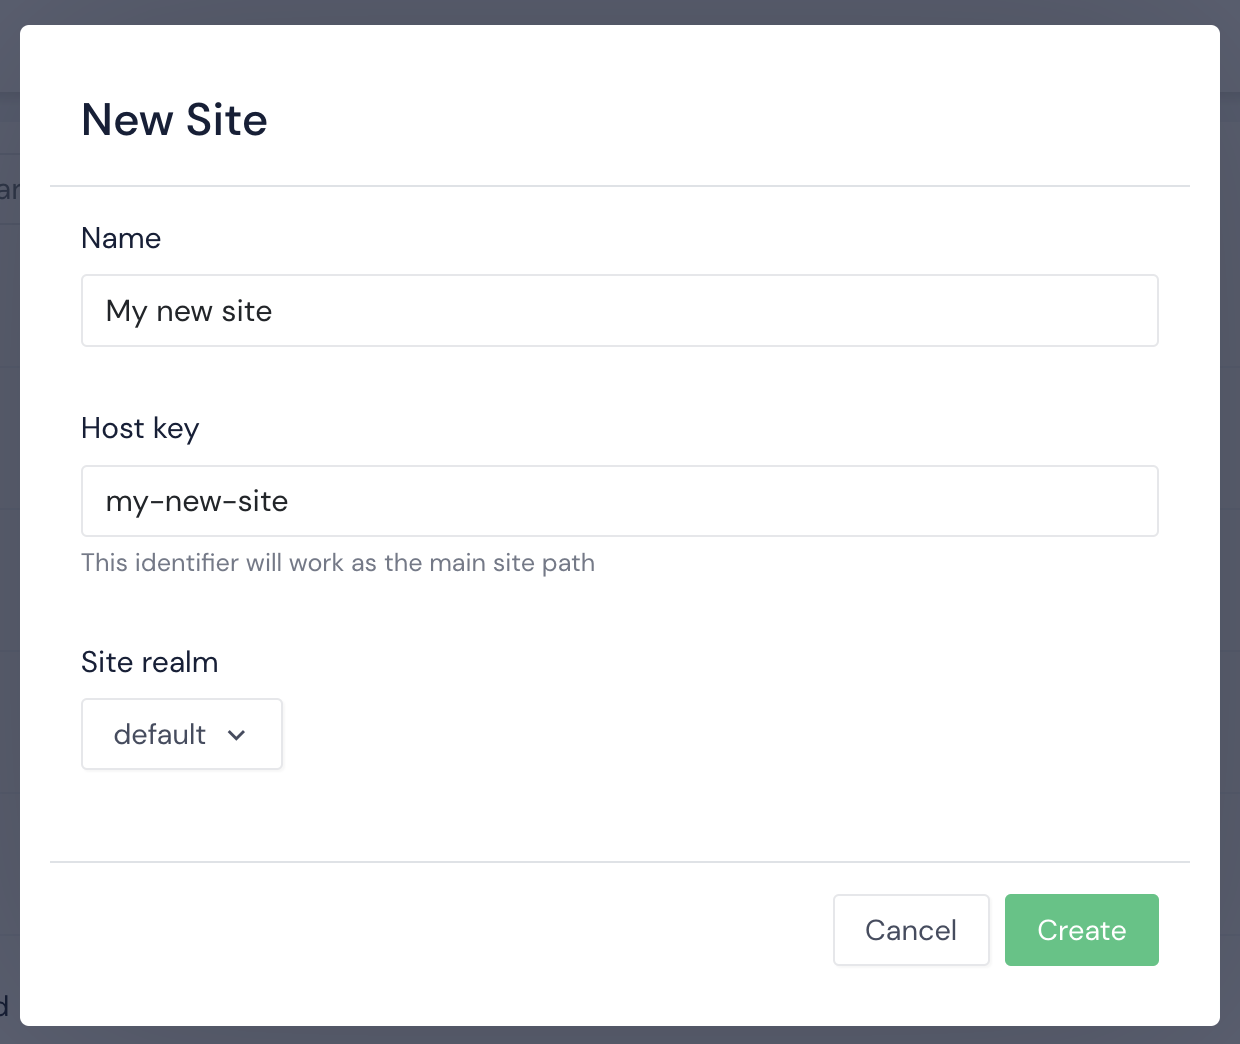 New Site
Name
My new site
Host key
my-new-site
This identifier will work as the main site path
Site realm
default
Cancel
Create